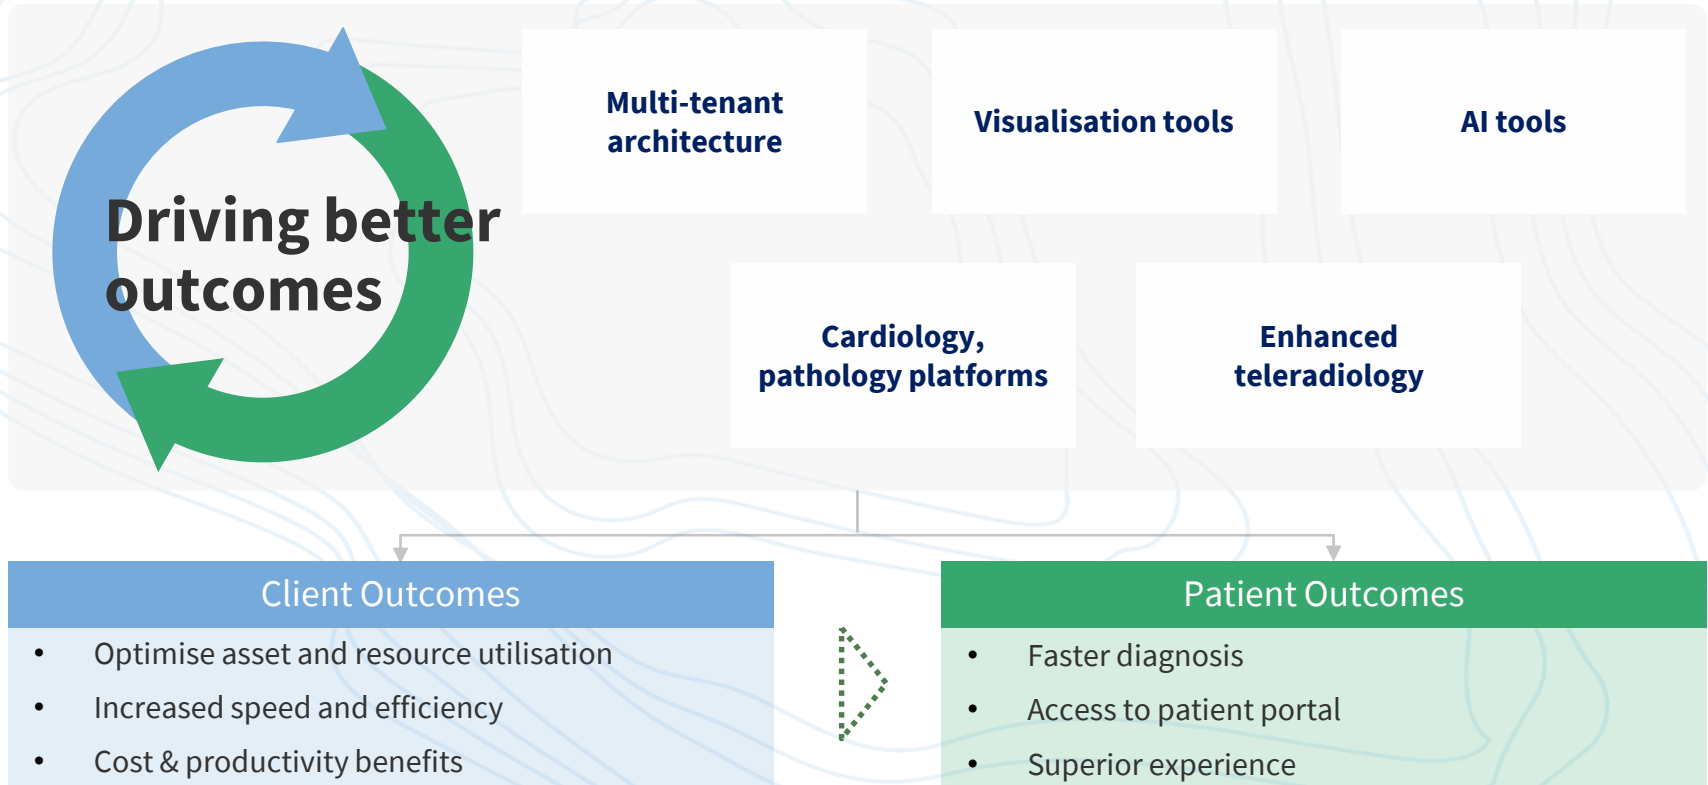 Driving better
outcomes
Multi-tenant
architecture
Visualisation tools
AI tools
Cardiology,
pathology platforms
Enhanced
teleradiology
Client Outcomes
• Optimise asset and resource utilisation
• Increased speed and efficiency
• Cost & productivity benefits
Patient Outcomes
• Faster diagnosis
• Access to patient portal
• Superior experience